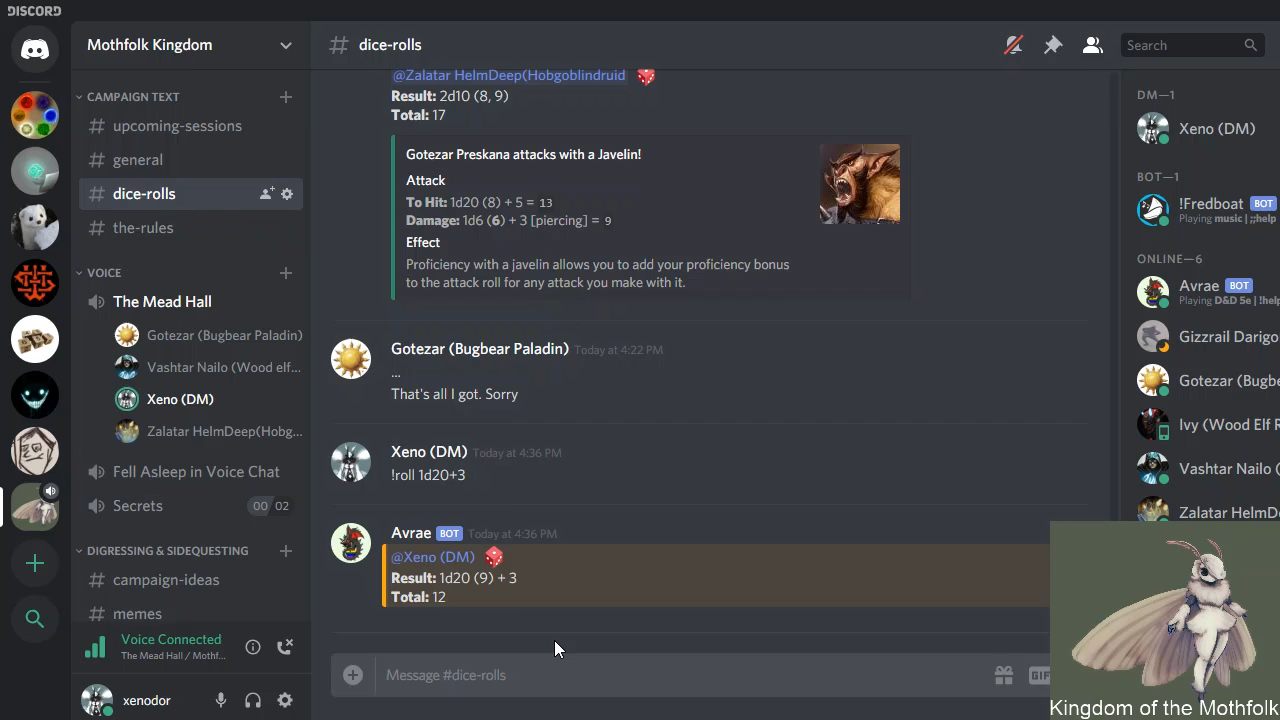 DISCORD
Mothfolk Kingdom
CAMPAIGN TEXT
upcoming-sessions
general
dice-rolls
the-rules
VOICE
The Mead Hall
Gotezar (Bugbear Paladin)
Vashtar Nailo (Wood elf...
Xeno (DM)
Zalatar HelmDeep(Hobg...
Fell Asleep in Voice Chat
Secrets 00 02
DIGRESSING & SIDEQUESTING
campaign-ideas
memes
Voice Connected
The Mead Hall / Mothf...
xenodor
# dice-rolls
Search
@Zalatar HelmDeep(Hobgoblindruid
Result: 2d10 (8, 9)
Total: 17
Gotezar Preskana attacks with a Javelin!
Attack
To Hit: 1d20 (8) + 5 = 13
Damage: 1d6 (6) + 3 [piercing] = 9
Effect
Proficiency with a javelin allows you to add your proficiency bonus
to the attack roll for any attack you make with it.
Gotezar (Bugbear Paladin) Today at 4:22 PM
...
That's all I got. Sorry
Xeno (DM) Today at 4:36 PM
!roll 1d20+3
Avrae BOT Today at 4:36 PM
@Xeno (DM)
Result: 1d20 (9) + 3
Total: 12
Message #dice-rolls
GIF
DM—1
Xeno (DM)
BOT—1
!Fredboat BOT
Playing music | ;;help
ONLINE—6
Avrae BOT
Playing D&D 5e | !help
Gizzrail Darigo
Gotezar (Bugbe
Ivy (Wood Elf R
Vashtar Nailo (
Zalatar HelmDe
Kingdom of the Mothfolk